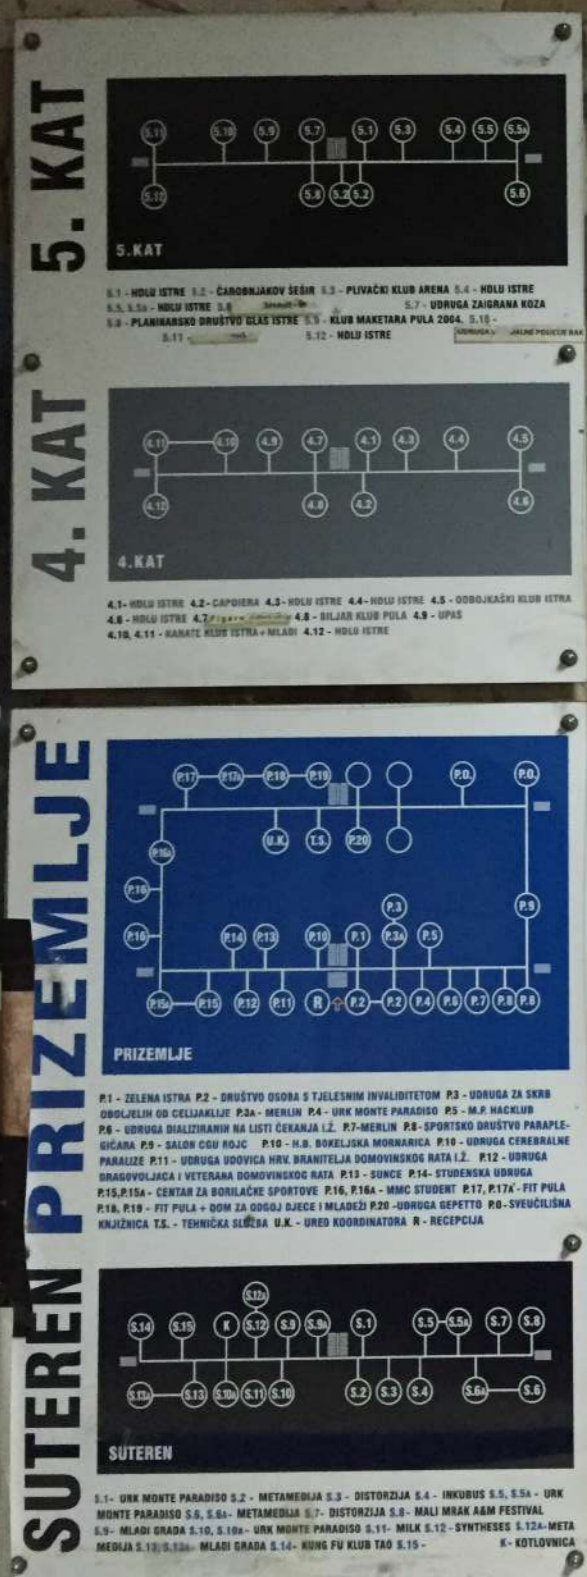 5. KAT
5.11 5.10 5.9 5.7 5.1 5.3 5.4 5.5 5.5A
5.12 5.8 5.2 5.2 5.6
5.KAT
5.1 - HDLU ISTRE 5.2 - ČAROBNJAKOV ŠEŠIR 5.3 - PLIVAČKI KLUB ARENA 5.4 - HDLU ISTRE
5.5, 5.5A - HDLU ISTRE 5.6 5.7 - UDRUGA ZAIGRANA KOZA
5.8 - PLANINARSKO DRUŠTVO GLAS ISTRE 5.9 - KLUB MAKETARA PULA 2004. 5.10 -
5.11 5.12 - HDLU ISTRE UDRUGA JALNE POLICIJE RAK
4. KAT
4.11 4.10 4.9 4.7 4.1 4.3 4.4 4.5
4.12 4.8 4.2 4.6
4.KAT
4.1 - HDLU ISTRE 4.2 - CAPOIERA 4.3 - HDLU ISTRE 4.4 - HDLU ISTRE 4.5 - ODBOJKAŠKI KLUB ISTRA
4.6 - HDLU ISTRE 4.7 Figura 4.8 - BILJAR KLUB PULA 4.9 - UPAS
4.10, 4.11 - KARATE KLUB ISTRA + MLADI 4.12 - HDLU ISTRE
PRIZEMLJE
P.17 P.17A P.18 P.19 P.O. P.O.
U.K. T.S. P.20
P.16A
P.16 P.3 P.9
P.16 P.14 P.13 P.10 P.1 P.3A P.5
P.15A P.15 P.12 P.11 R P.2 P.2 P.4 P.6 P.7 P.8 P.8
PRIZEMLJE
P.1 - ZELENA ISTRA P.2 - DRUŠTVO OSOBA S TJELESNIM INVALIDITETOM P.3 - UDRUGA ZA SKRB
OBOLJELIH OD CELIJAKLIJE P.3A - MERLIN P.4 - URK MONTE PARADISO P.5 - M.P. HACKLUB
P.6 - UDRUGA DIALIZIRANIH NA LISTI ČEKANJA I.Ž. P.7-MERLIN P.8 -SPORTSKO DRUŠTVO PARAPLE-
GIČARA P.9 - SALON CGU ROJC P.10 - H.B. BOKELJSKA MORNARICA P.10 - UDRUGA CEREBRALNE
PARALIZE P.11 - UDRUGA UDOVICA HRV. BRANITELJA DOMOVINSKOG RATA I.Ž. P.12 - UDRUGA
DRAGOVOLJACA I VETERANA DOMOVINSKOG RATA P.13 - SUNCE P.14- STUDENSKA UDRUGA
P.15,P.15A - CENTAR ZA BORILAČKE SPORTOVE P.16, P.16A - MMC STUDENT P.17, P.17A - FIT PULA
P.18, P.19 - FIT PULA + DOM ZA ODGOJ DJECE I MLADEŽI P.20 -UDRUGA GEPETTO P.O -SVEUČILIŠNA
KNJIŽNICA T.S. - TEHNIČKA SLUŽBA U.K. - URED KOORDINATORA R - RECEPCIJA
SUTEREN
S.12A
S.14 S.15 K S.12 S.9 S.9A S.1 S.5 S.5A S.7 S.8
S.13A S.13 S.10A S.11 S.10 S.2 S.3 S.4 S.6A S.6
SUTEREN
S.1- URK MONTE PARADISO S.2 - METAMEDIJA S.3 - DISTORZIJA S.4 - INKUBUS S.5, S.5A - URK
MONTE PARADISO S.6, S.6A- METAMEDIJA S.7- DISTORZIJA S.8- MALI MRAK A&M FESTIVAL
S.9- MLADI GRADA S.10, S.10A- URK MONTE PARADISO S.11- MILK S.12 -SYNTHESES S.12A-META
MEDIJA S.13, S.13A- MLADI GRADA S.14- KUNG FU KLUB TAO S.15 - K- KOTLOVNICA